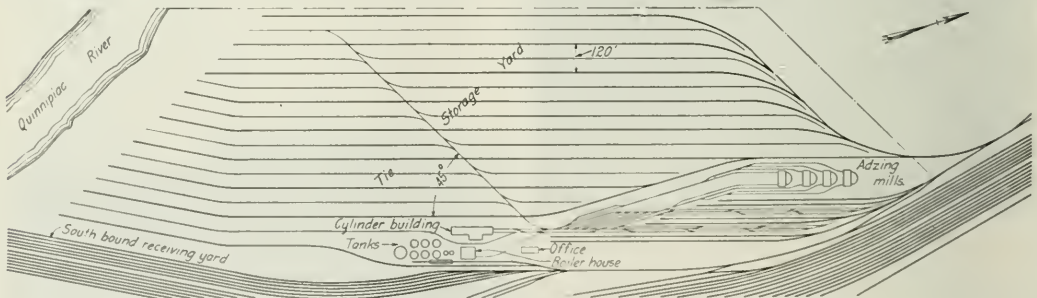 Quinnipiac River
Tie Storage Yard
120'
45°
Adzing
mills.
Cylinder building
Tanks
Office
Boiler house
South bound receiving yard